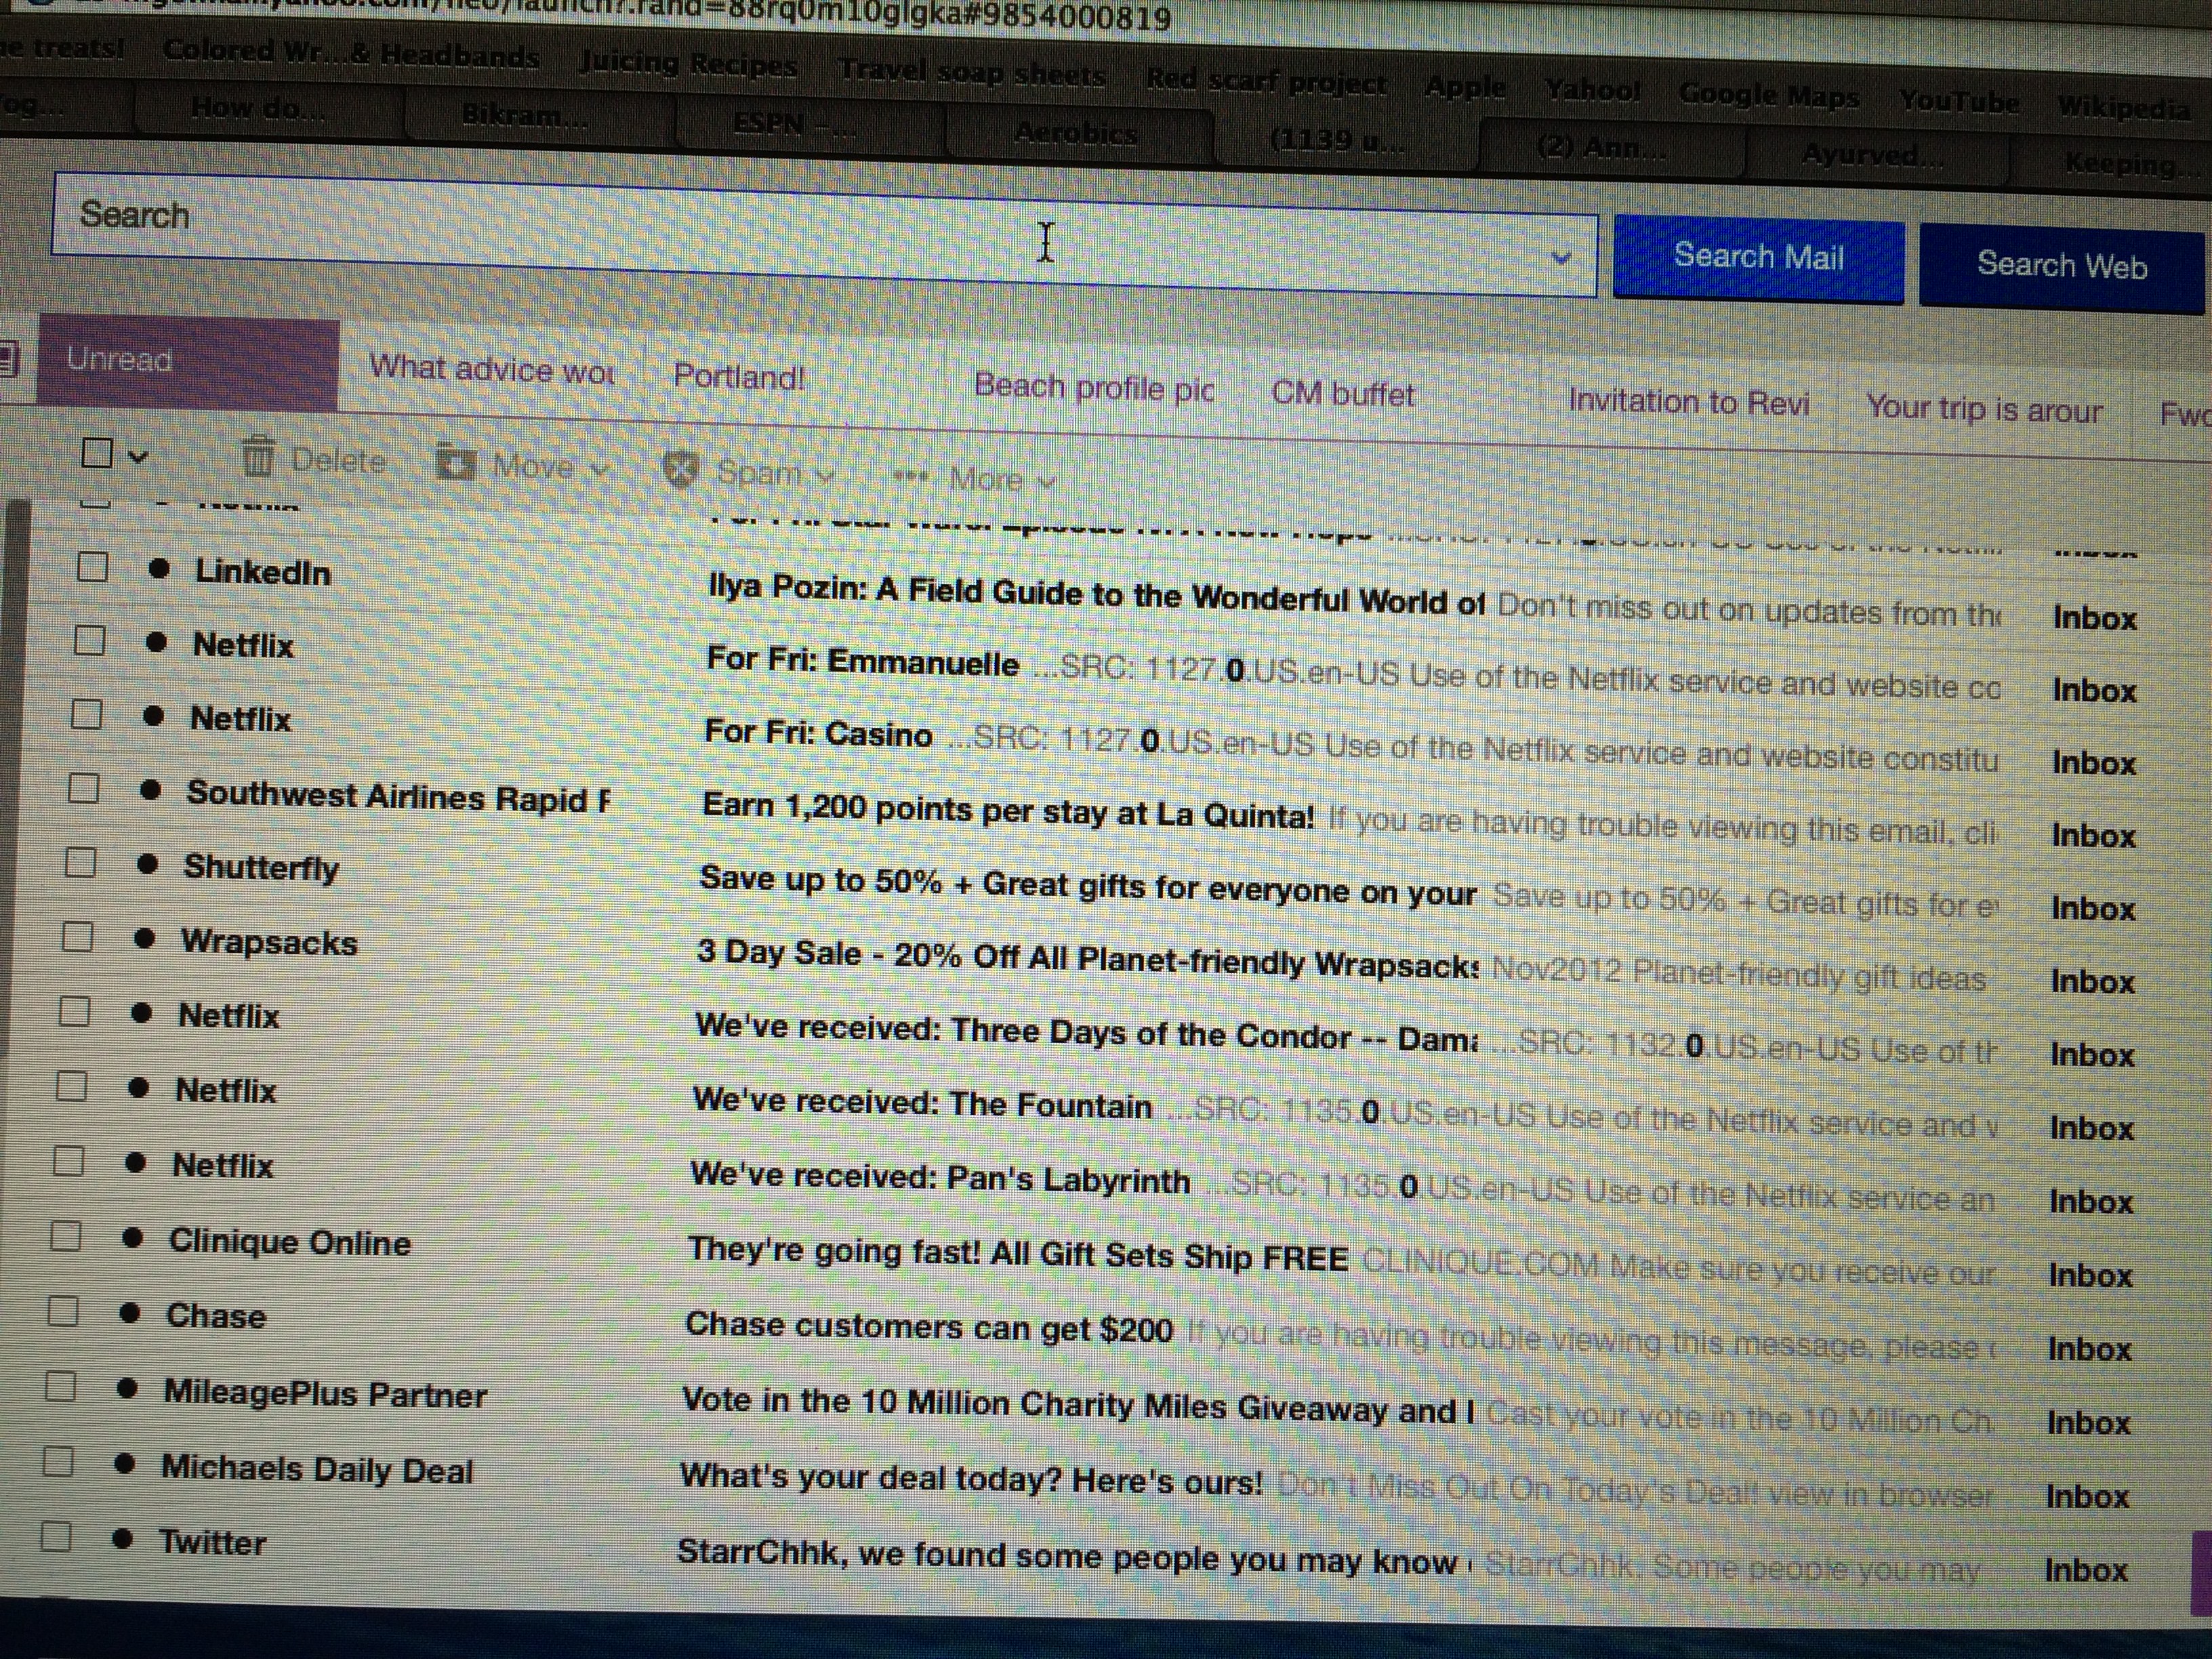 /neo/launch?.rand=88rq0m10glgka#9854000819
treats! Colored Wr...& Headbands Juicing Recipes Travel soap sheets Red scarf project Apple Yahoo! Google Maps YouTube Wikipedia
og... How do... Bikram... ESPN –... Aerobics (1139 u... (2) Ann... Ayurved... Keeping...
Search Search Mail Search Web
Unread What advice wou Portland! Beach profile pic CM buffet Invitation to Revi Your trip is arour Fwd
Delete Move Spam ••• More
LinkedIn Ilya Pozin: A Field Guide to the Wonderful World of Don't miss out on updates from the Inbox
Netflix For Fri: Emmanuelle ...SRC: 1127.0.US.en-US Use of the Netflix service and website co Inbox
Netflix For Fri: Casino ...SRC: 1127.0.US.en-US Use of the Netflix service and website constitu Inbox
Southwest Airlines Rapid R Earn 1,200 points per stay at La Quinta! If you are having trouble viewing this email, cli Inbox
Shutterfly Save up to 50% + Great gifts for everyone on your Save up to 50% + Great gifts for e Inbox
Wrapsacks 3 Day Sale - 20% Off All Planet-friendly Wrapsacks Nov2012 Planet-friendly gift ideas Inbox
Netflix We've received: Three Days of the Condor -- Dama ...SRC: 1132.0.US.en-US Use of th Inbox
Netflix We've received: The Fountain ...SRC: 1135.0.US.en-US Use of the Netflix service and Inbox
Netflix We've received: Pan's Labyrinth ...SRC: 1135.0.US.en-US Use of the Netflix service an Inbox
Clinique Online They're going fast! All Gift Sets Ship FREE CLINIQUE.COM Make sure you receive our Inbox
Chase Chase customers can get $200 If you are having trouble viewing this message, please Inbox
MileagePlus Partner Vote in the 10 Million Charity Miles Giveaway and Cast your vote in the 10 Million Ch Inbox
Michaels Daily Deal What's your deal today? Here's ours! Don't Miss Out On Today's Deal! view in browser Inbox
Twitter StarrChhk, we found some people you may know StarrChhk, Some people you may Inbox